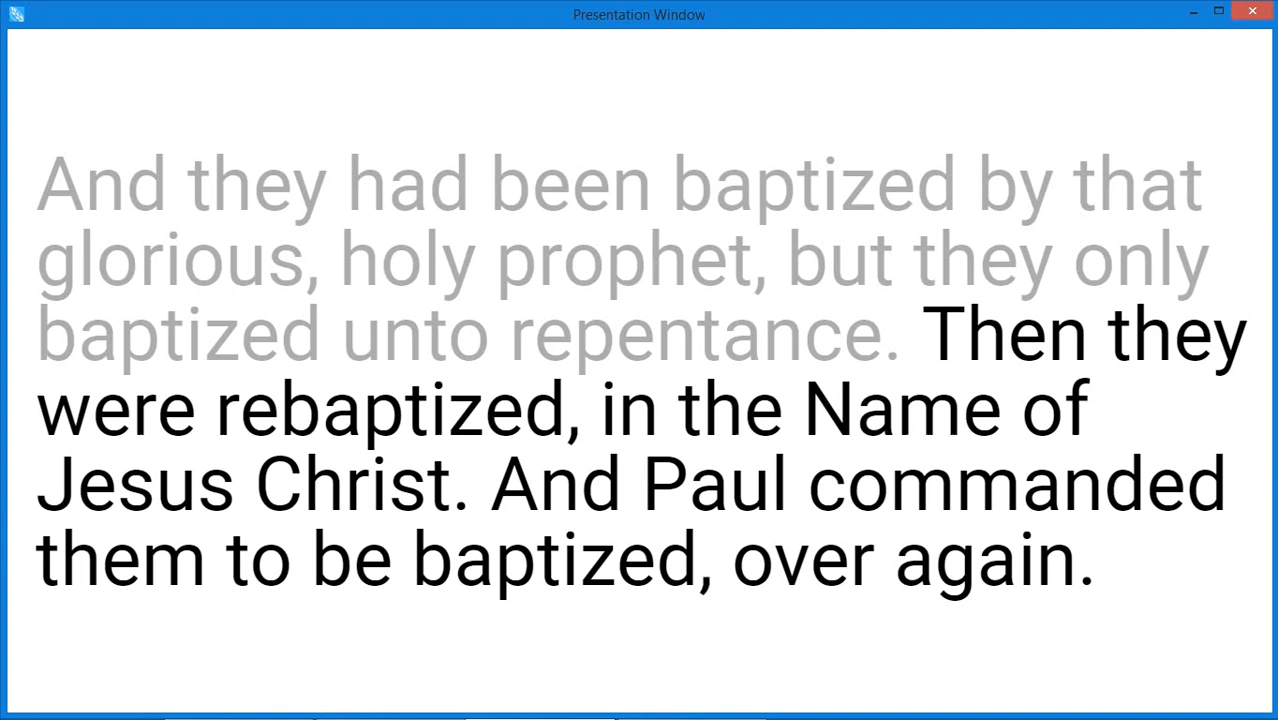 Presentation Window
And they had been baptized by that
glorious, holy prophet, but they only
baptized unto repentance. Then they
were rebaptized, in the Name of
Jesus Christ. And Paul commanded
them to be baptized, over again.